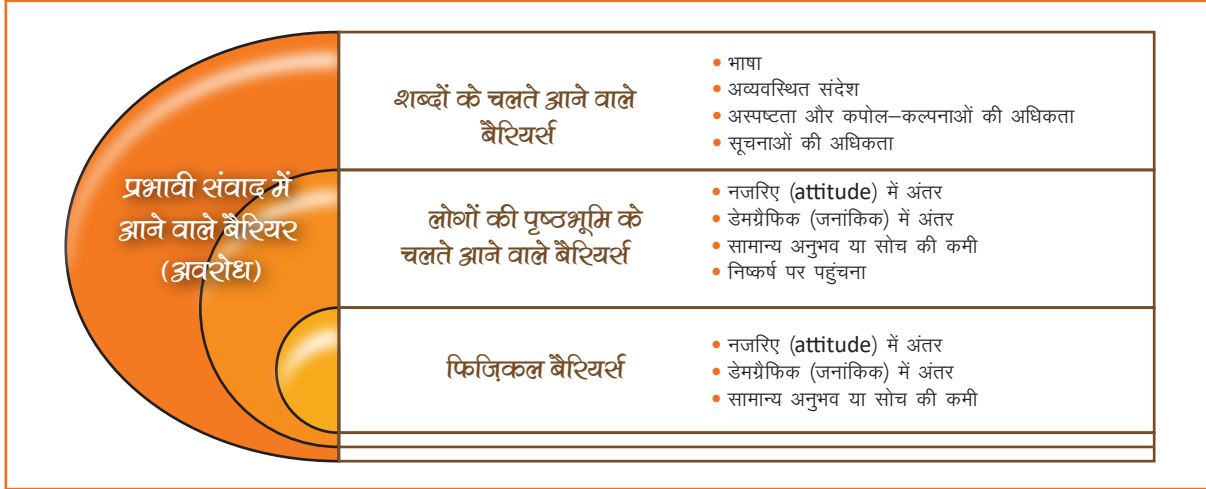 प्रभावी संवाद में
आने वाले बैरियर
(अवरोध)
शब्दों के चलते आने वाले
बैरियर्स
• भाषा
• अव्यवस्थित संदेश
• अस्पष्टता और कपोल–कल्पनाओं की अधिकता
• सूचनाओं की अधिकता
लोगों की पृष्ठभूमि के
चलते आने वाले बैरियर्स
• नजरिए (attitude) में अंतर
• डेमग्रैफिक (जनांकिक) में अंतर
• सामान्य अनुभव या सोच की कमी
• निष्कर्ष पर पहुंचना
फिज़िकल बैरियर्स
• नजरिए (attitude) में अंतर
• डेमग्रैफिक (जनांकिक) में अंतर
• सामान्य अनुभव या सोच की कमी